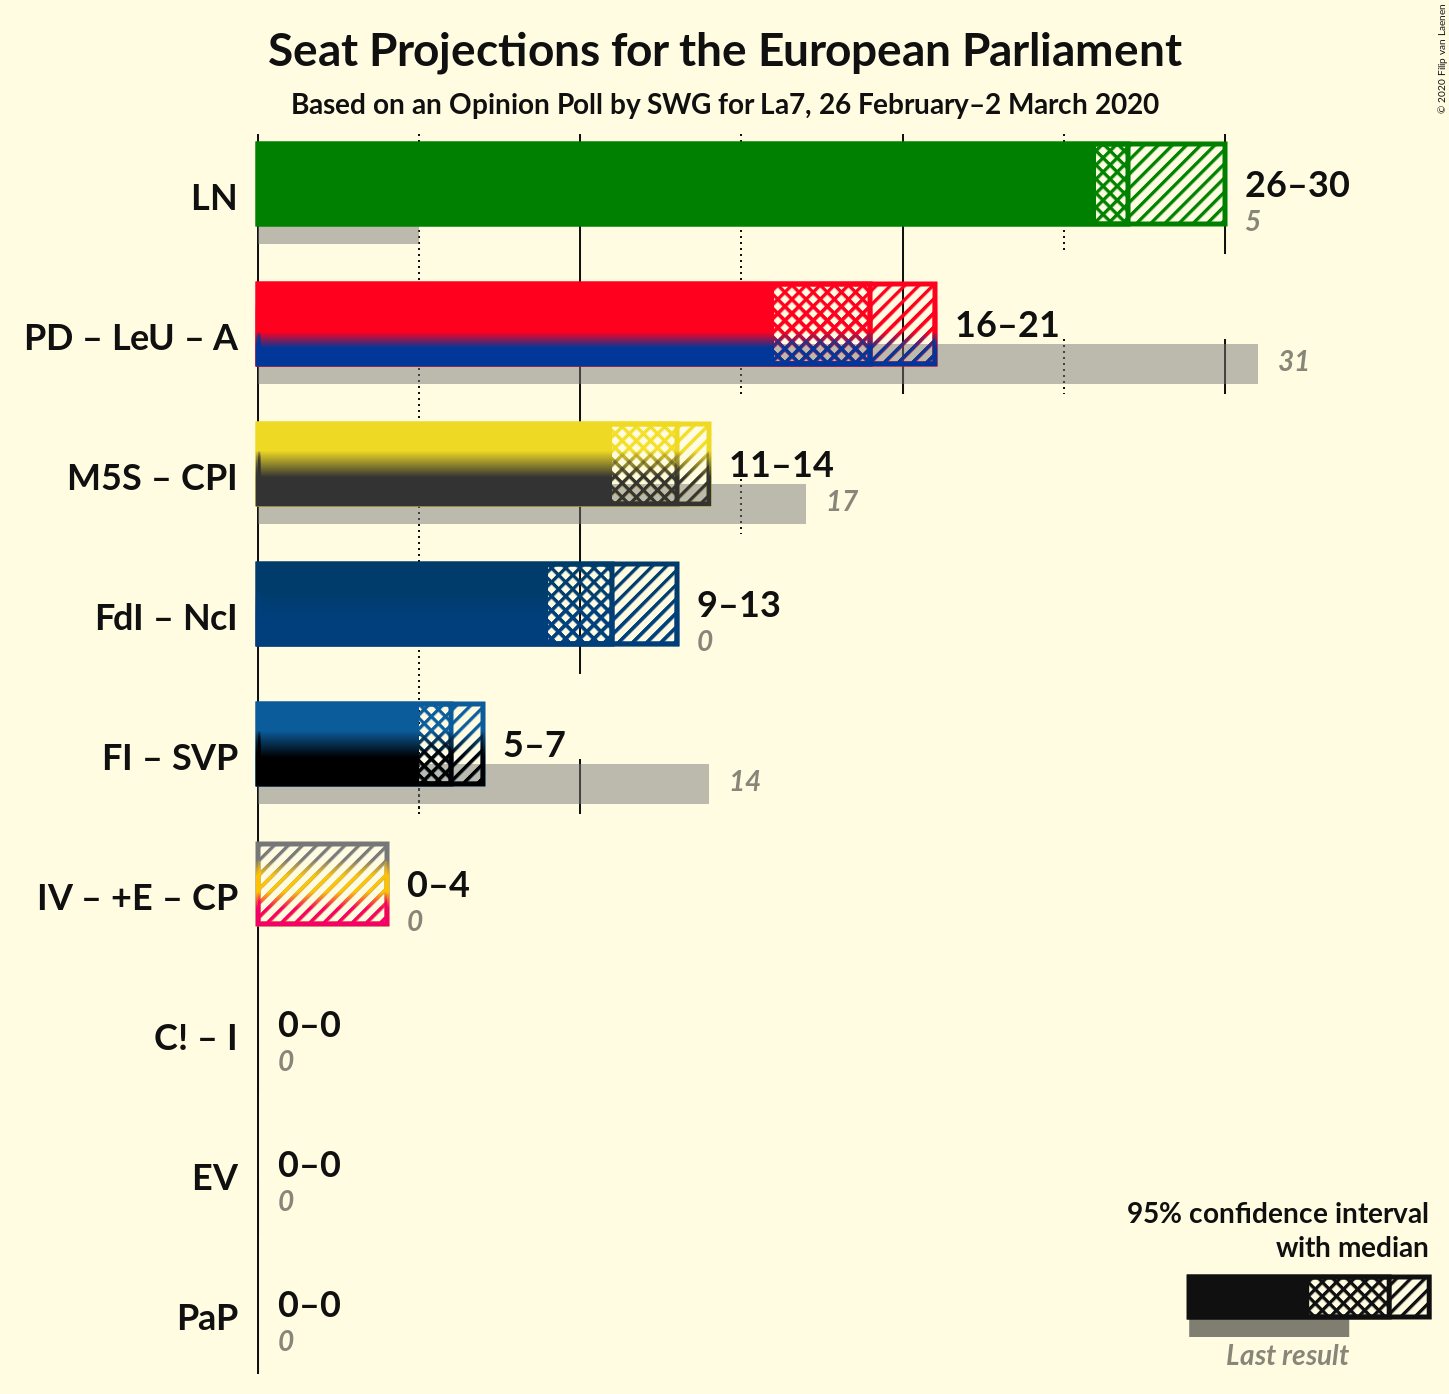 Seat Projections for the European Parliament
Based on an Opinion Poll by SWG for La7, 26 February–2 March 2020
© 2020 Filip van Laenen
LN
26–30
5
PD – LeU – A
16–21
31
M5S – CPI
11–14
17
FdI – NcI
9–13
0
FI – SVP
5–7
14
IV – +E – CP
0–4
0
C! – I
0–0
0
EV
0–0
0
PaP
0–0
0
95% confidence interval
with median
Last result